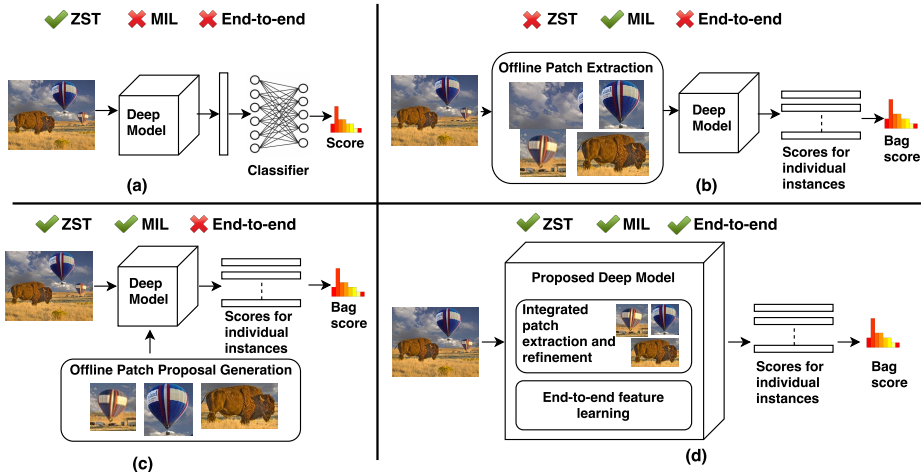 ZST MIL End-to-end
Deep
Model
Classifier
Score
(a)
ZST MIL End-to-end
Offline Patch Extraction
Deep
Model
Scores for
individual
instances
Bag
score
(b)
ZST MIL End-to-end
Deep
Model
Scores for
individual
instances
Bag
score
Offline Patch Proposal Generation
(c)
ZST MIL End-to-end
Proposed Deep Model
Integrated
patch
extraction and
refinement
End-to-end feature
learning
Scores for
individual
instances
Bag
score
(d)